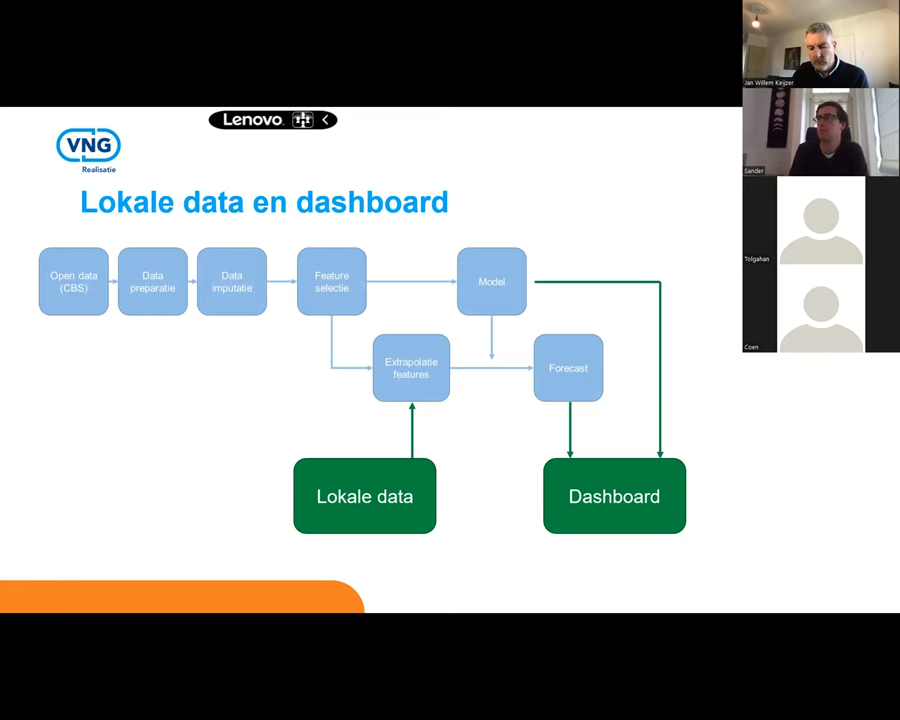 Jan Willem Keijzer
Lenovo
VNG
Realisatie
Sander
Lokale data en dashboard
Tolgahan
Open data
(CBS)
Data
preparatie
Data
imputatie
Feature
selectie
Model
Extrapolatie
features
Forecast
Coen
Lokale data
Dashboard